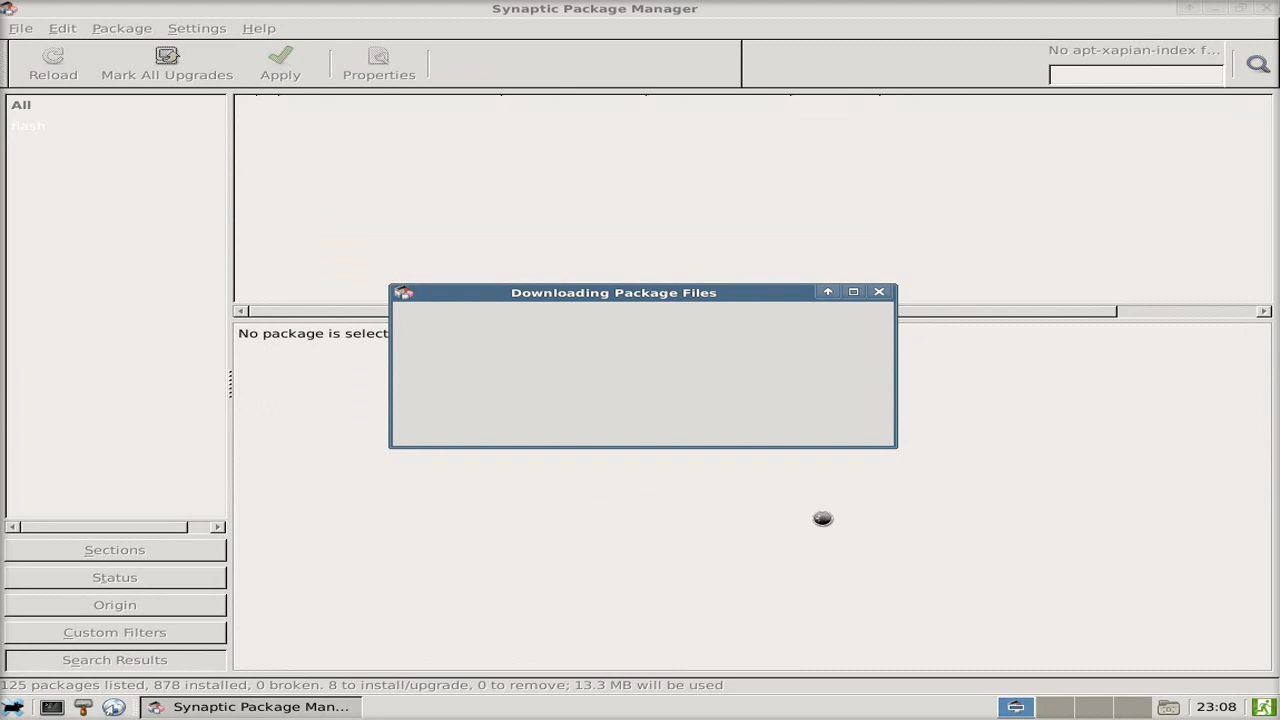 Synaptic Package Manager
File Edit Package Settings Help
Reload Mark All Upgrades Apply Properties
No apt-xapian-index f...
All
flash
Downloading Package Files
No package is select
Sections
Status
Origin
Custom Filters
Search Results
125 packages listed, 878 installed, 0 broken. 8 to install/upgrade, 0 to remove; 13.3 MB will be used
Synaptic Package Man...
23:08